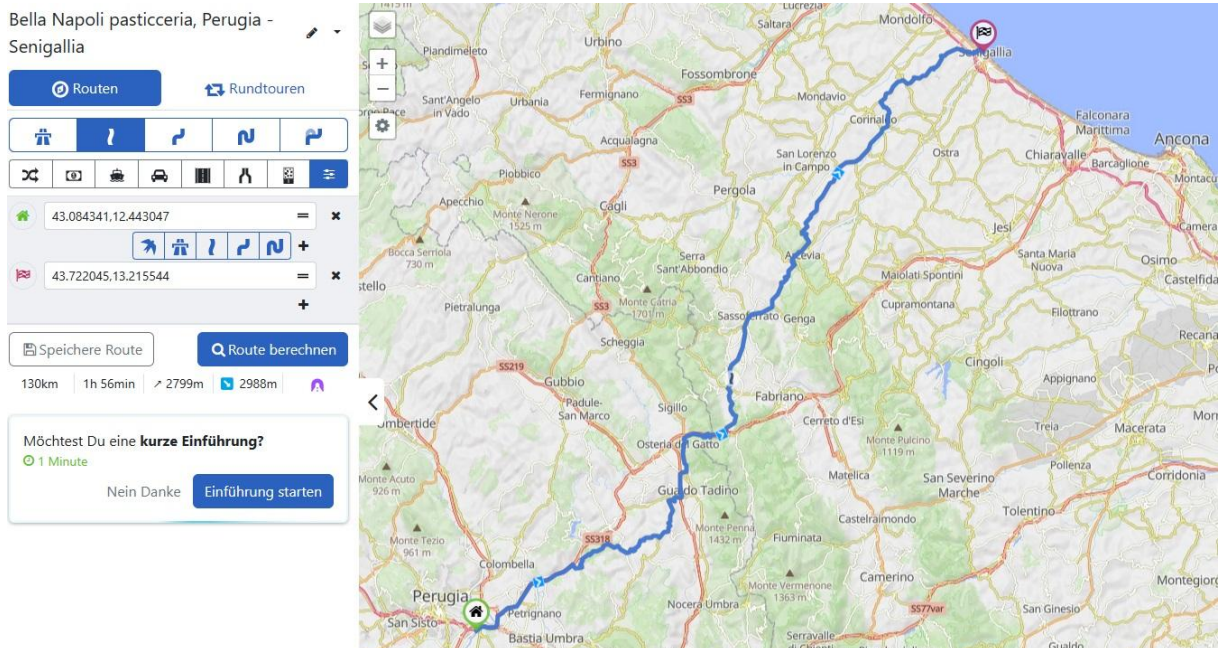 Bella Napoli pasticceria, Perugia -
Senigallia
Routen
Rundtouren
43.084341,12.443047
43.722045,13.215544
Speichere Route
Route berechnen
130km
1h 56min
↗ 2799m
2988m
Möchtest Du eine kurze Einführung?
1 Minute
Nein Danke
Einführung starten
Lucrezia
Saltara
Mondolfo
Piandimeleto
Urbino
Senigallia
Fossombrone
Sant'Angelo
in Vado
Urbania
Fermignano
SS3
Mondavio
Corinaldo
Falconara
Marittima
Ancona
Acqualagna
SS3
San Lorenzo
in Campo
Ostra
Chiaravalle
Barcaglione
Piobbico
Pergola
Apecchio
Monte Nerone
1525 m
Cagli
Jesi
Bocca Serriola
730 m
Serra
Sant'Abbondio
Arcevia
Santa Maria
Nuova
Osimo
Cantiano
Maiolati Spontini
SS3
Monte Catria
1701 m
Pietralunga
Sassoferrato
Genga
Cupramontana
Filottrano
Scheggia
SS219
Cingoli
Gubbio
Appignano
Padule-
San Marco
Sigillo
Fabriano
Cerreto d'Esi
Treia
Macerata
Osteria del Gatto
Monte Pulcino
1119 m
Pollenza
Monte Acuto
926 m
Gualdo Tadino
Matelica
San Severino
Marche
Corridonia
Monte Penna
1432 m
Tolentino
Castelraimondo
Monte Tezio
961 m
SS318
Fiuminata
Colombella
Camerino
Monte Vermenone
1363 m
Perugia
Petrignano
Nocera Umbra
SS77var
San Ginesio
San Sisto
Bastia Umbra
Serravalle
di Chienti
Gualdo